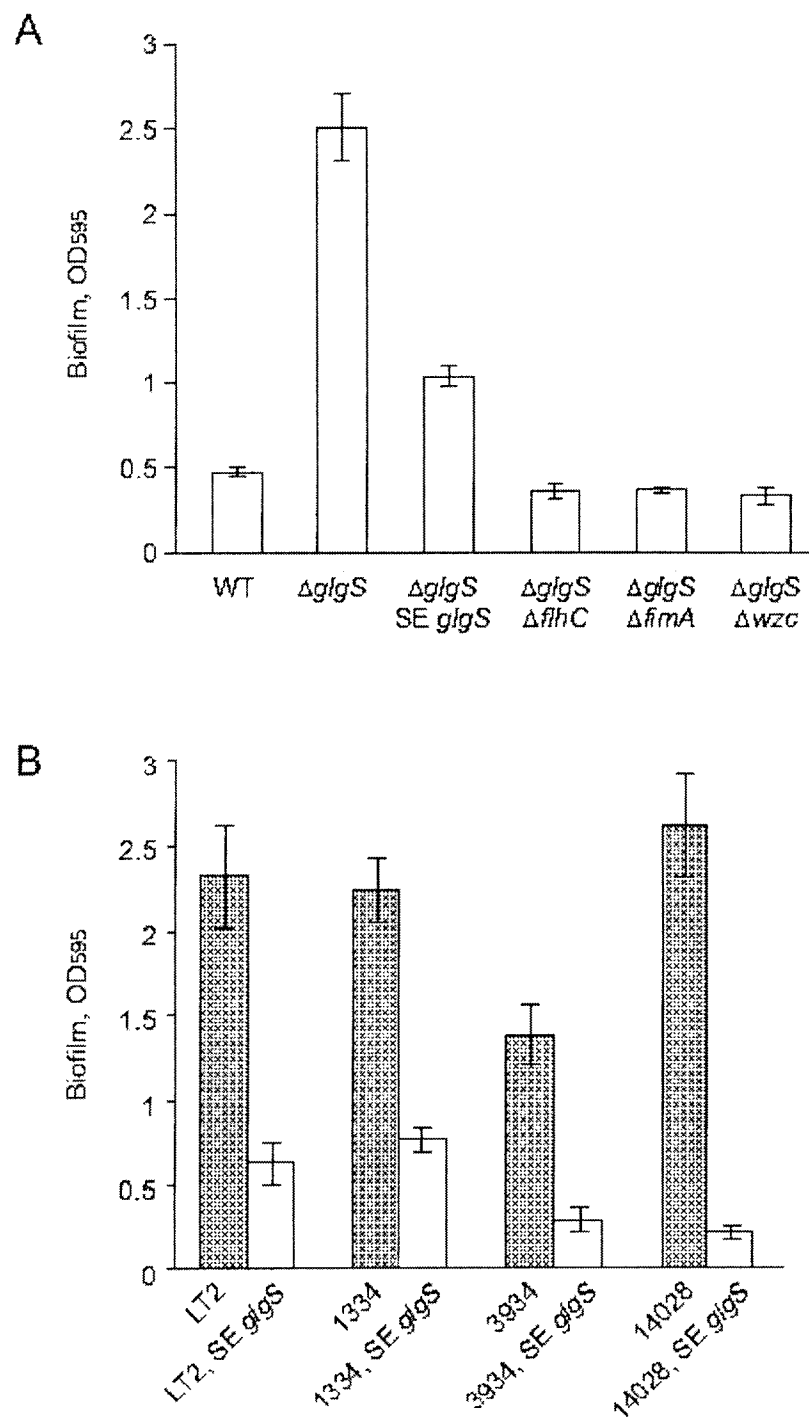 A
3
2.5
2
1.5
1
0.5
0
Biofilm, OD595
WT
ΔglgS
ΔglgS
SE glgS
ΔglgS
ΔflhC
ΔglgS
ΔfimA
ΔglgS
Δwzc
B
3
2.5
2
1.5
1
0.5
0
Biofilm, OD595
LT2
LT2, SE glgS
1334
1334, SE glgS
3934
3934, SE glgS
14028
14028, SE glgS